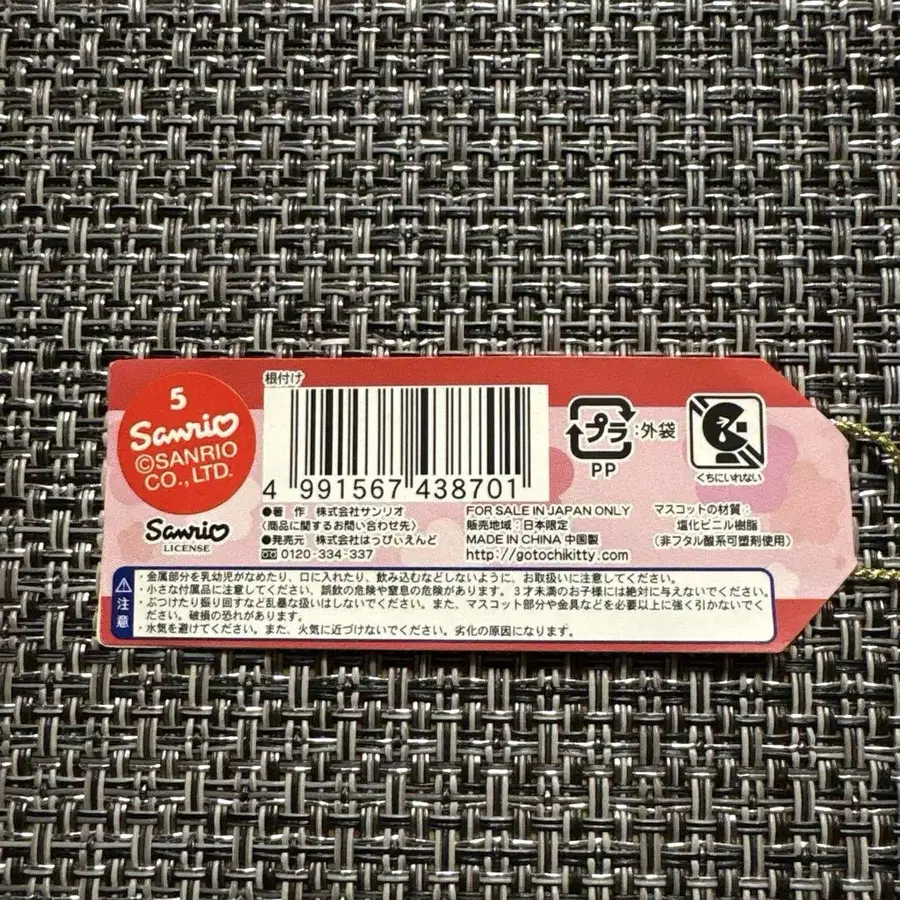 5
Sanrio
©SANRIO
CO., LTD.
Sanrio
LICENSE
根付け
4 991567 438701
●著 作 株式会社サンリオ
〈商品に関するお問い合わせ先〉
●発売元 株式会社はっぴぃえんど
0120-334-337
FOR SALE IN JAPAN ONLY
販売地域：日本限定
MADE IN CHINA 中国製
http://gotochikitty.com
プラ :外袋
PP
くちにいれない
マスコットの材質：
塩化ビニル樹脂
(非フタル酸系可塑剤使用)
注意
・金属部分を乳幼児がなめたり、口に入れたり、飲み込むなどしないように、お取扱いに注意してください。
・小さな付属品に注意してください、誤飲の危険や窒息の危険があります。3才未満のお子様には絶対に与えないでください。
・ぶつけたり振り回すなど乱暴な扱いはしないでください。また、マスコット部分や金具などを必要以上に強く引かないでく
ださい。破損の恐れがあります。
・水気を避けてください。また、火気に近づけないでください。劣化の原因になります。